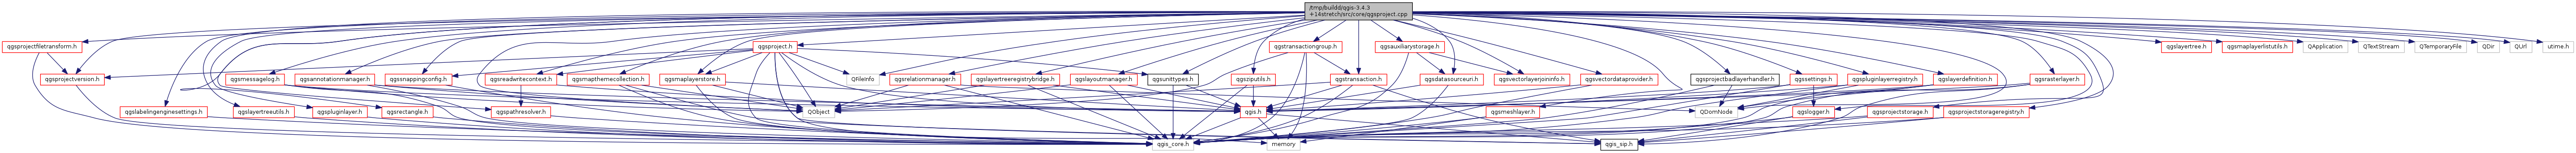 /tmp/buildd/qgis-3.4.3
+14stretch/src/core/qgsproject.cpp
qgsprojectfiletransform.h
qgsproject.h
qgstransactiongroup.h
qgsauxiliarystorage.h
qgslayertree.h
qgsmaplayerlistutils.h
QApplication
QTextStream
QTemporaryFile
QDir
QUrl
utime.h
qgsprojectversion.h
qgsmessagelog.h
qgsannotationmanager.h
qgssnappingconfig.h
qgsreadwritecontext.h
qgsmapthemecollection.h
qgsmaplayerstore.h
QFileInfo
qgsrelationmanager.h
qgslayertreeregistrybridge.h
qgslayoutmanager.h
qgsunittypes.h
qgsziputils.h
qgstransaction.h
qgsdatasourceuri.h
qgsvectorlayerjoininfo.h
qgsvectordataprovider.h
qgsprojectbadlayerhandler.h
qgssettings.h
qgspluginlayerregistry.h
qgslayerdefinition.h
qgsrasterlayer.h
qgslabelingenginesettings.h
qgslayertreeutils.h
qgspluginlayer.h
qgsrectangle.h
qgspathresolver.h
QObject
qgis.h
qgsmeshlayer.h
QDomNode
qgslogger.h
qgsprojectstorage.h
qgsprojectstorageregistry.h
qgis_core.h
memory
qgis_sip.h